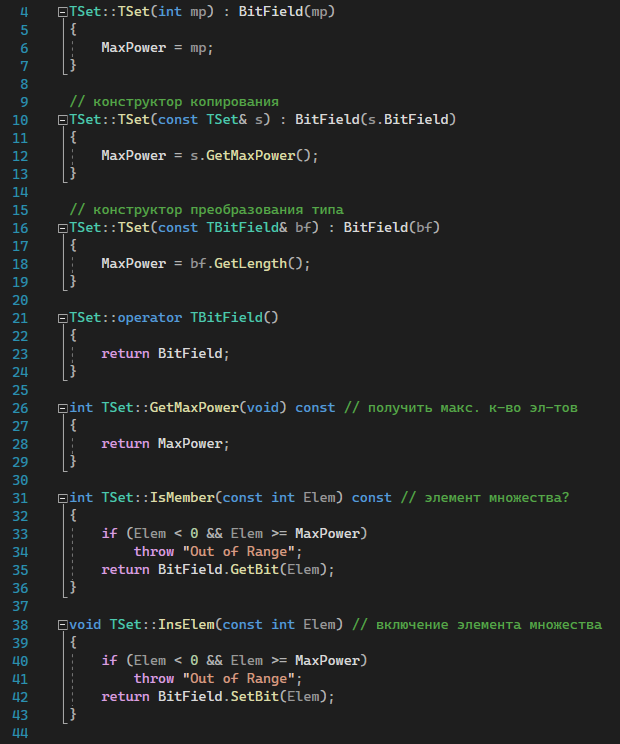 4 TSet::TSet(int mp) : BitField(mp)
5 {
6     MaxPower = mp;
7 }
8
9 // конструктор копирования
10 TSet::TSet(const TSet& s) : BitField(s.BitField)
11 {
12     MaxPower = s.GetMaxPower();
13 }
14
15 // конструктор преобразования типа
16 TSet::TSet(const TBitField& bf) : BitField(bf)
17 {
18     MaxPower = bf.GetLength();
19 }
20
21 TSet::operator TBitField()
22 {
23     return BitField;
24 }
25
26 int TSet::GetMaxPower(void) const // получить макс. к-во эл-тов
27 {
28     return MaxPower;
29 }
30
31 int TSet::IsMember(const int Elem) const // элемент множества?
32 {
33     if (Elem < 0 && Elem >= MaxPower)
34         throw "Out of Range";
35     return BitField.GetBit(Elem);
36 }
37
38 void TSet::InsElem(const int Elem) // включение элемента множества
39 {
40     if (Elem < 0 && Elem >= MaxPower)
41         throw "Out of Range";
42     return BitField.SetBit(Elem);
43 }
44